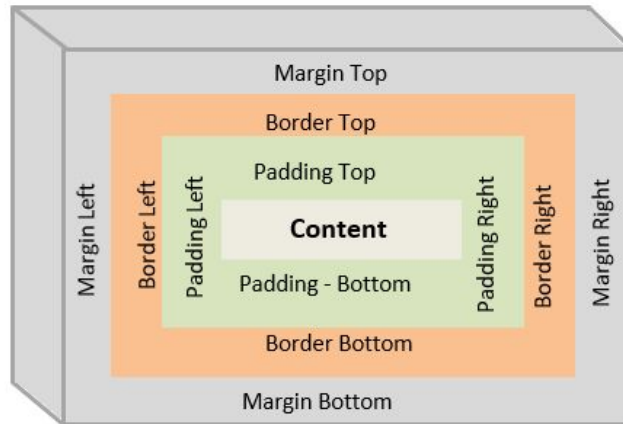 Margin Top
Border Top
Padding Top
Margin Left
Border Left
Padding Left
Content
Padding Right
Border Right
Margin Right
Padding - Bottom
Border Bottom
Margin Bottom